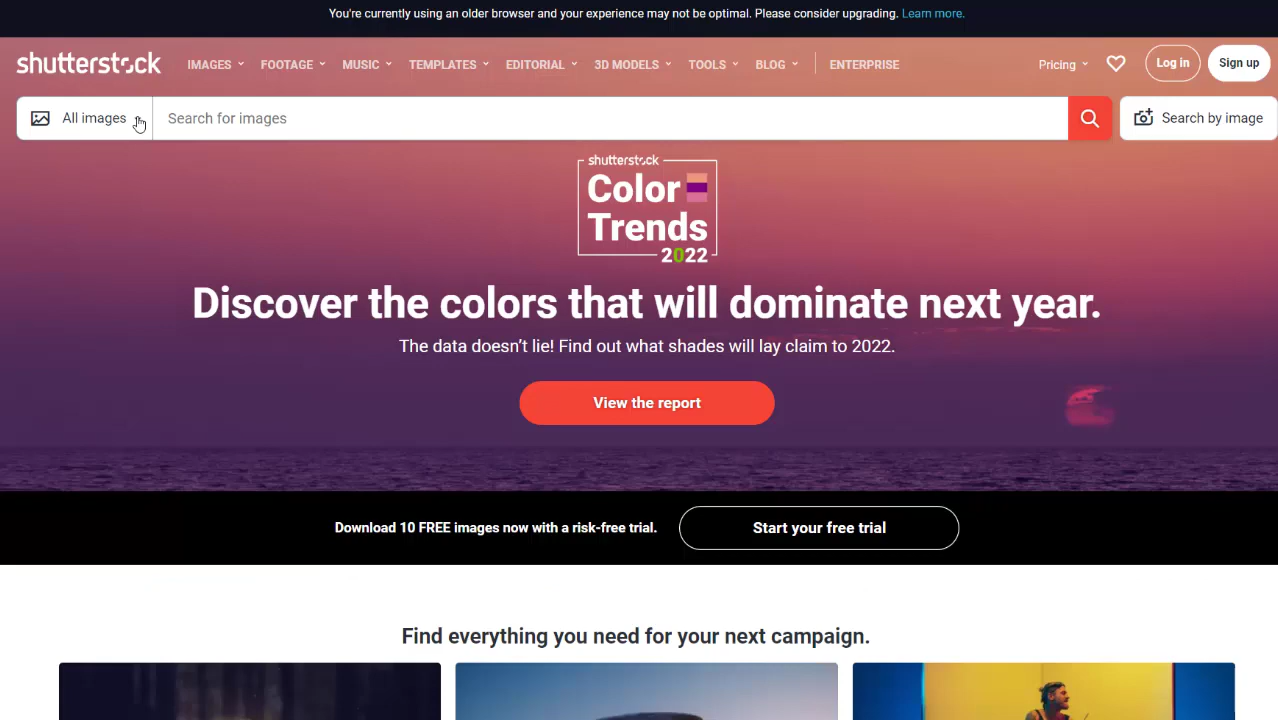 You're currently using an older browser and your experience may not be optimal. Please consider upgrading. Learn more.
shutterstock IMAGES FOOTAGE MUSIC TEMPLATES EDITORIAL 3D MODELS TOOLS BLOG ENTERPRISE Pricing Log in Sign up
All images Search for images Search by image
shutterstock
Color
Trends
2022
Discover the colors that will dominate next year.
The data doesn't lie! Find out what shades will lay claim to 2022.
View the report
Download 10 FREE images now with a risk-free trial. Start your free trial
Find everything you need for your next campaign.